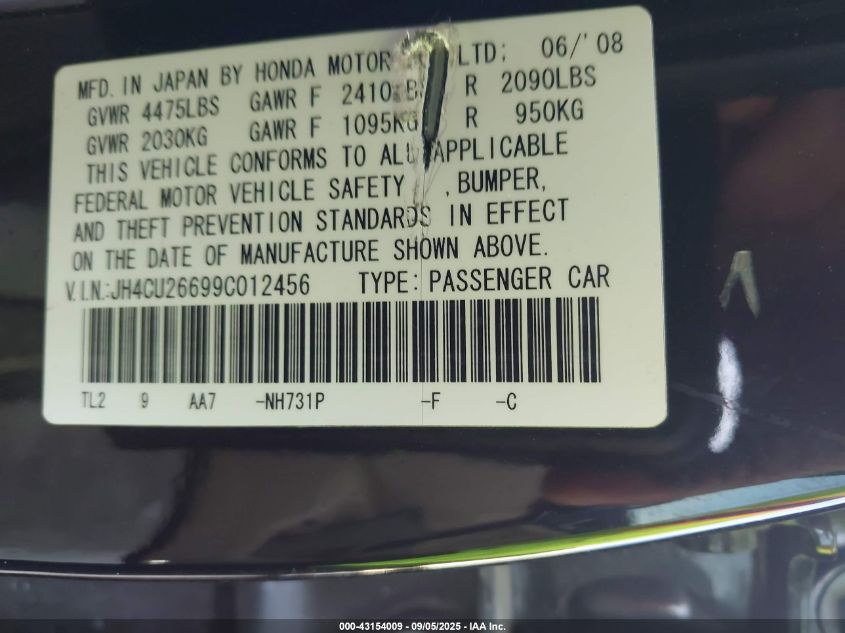 MFD. IN JAPAN BY HONDA MOTOR LTD: 06/'08
GVWR 4475LBS GAWR F 2410 B R 2090LBS
GVWR 2030KG GAWR F 1095KG R 950KG
THIS VEHICLE CONFORMS TO ALL APPLICABLE
FEDERAL MOTOR VEHICLE SAFETY , BUMPER,
AND THEFT PREVENTION STANDARDS IN EFFECT
ON THE DATE OF MANUFACTURE SHOWN ABOVE.
V.I.N.:JH4CU26699C012456 TYPE:PASSENGER CAR
TL2 9 AA7 -NH731P -F -C
000-43154009 - 09/05/2025 - IAA Inc.